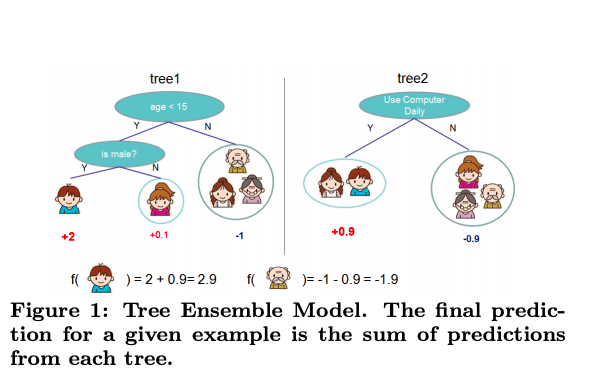 tree1
tree2
age < 15
Use Computer
Daily
Y
N
Y
N
is male?
Y
N
+2
+0.1
-1
+0.9
-0.9
f( ) = 2 + 0.9= 2.9
f( )= -1 - 0.9 = -1.9
Figure 1: Tree Ensemble Model. The final predic-
tion for a given example is the sum of predictions
from each tree.